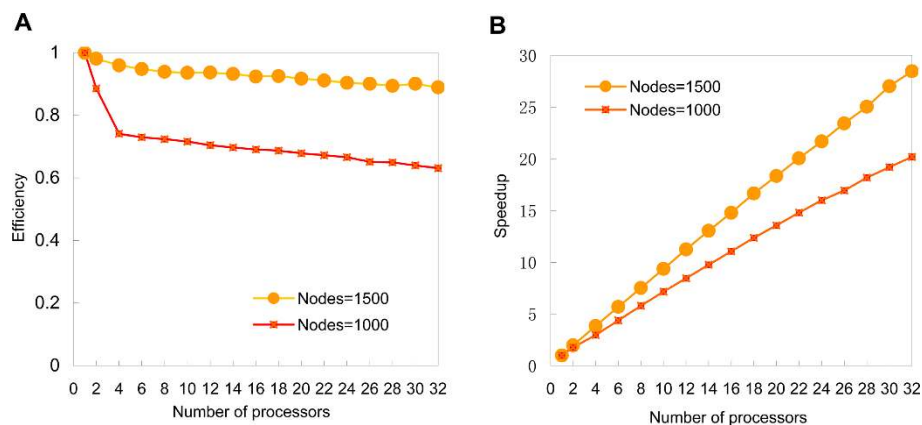 A
Efficiency
1
0.8
0.6
0.4
0.2
0
0 2 4 6 8 10 12 14 16 18 20 22 24 26 28 30 32
Number of processors
Nodes=1500
Nodes=1000
B
Speedup
30
25
20
15
10
5
0
0 2 4 6 8 10 12 14 16 18 20 22 24 26 28 30 32
Number of processors
Nodes=1500
Nodes=1000